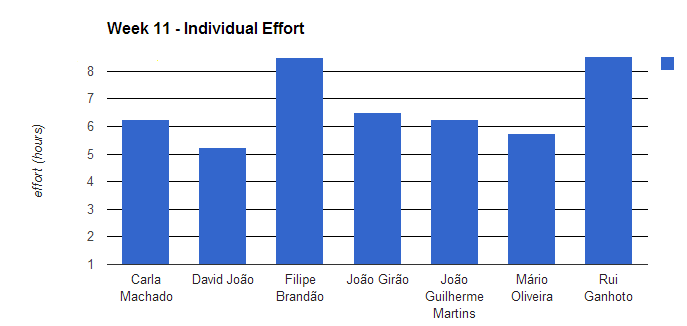 Week 11 - Individual Effort
8
7
6
5
4
3
2
1
effort (hours)
Carla
Machado
David João
Filipe
Brandão
João Girão
João
Guilherme
Martins
Mário
Oliveira
Rui
Ganhoto